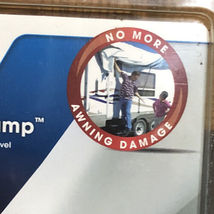 NO MORE
AWNING DAMAGE
amp™
vel